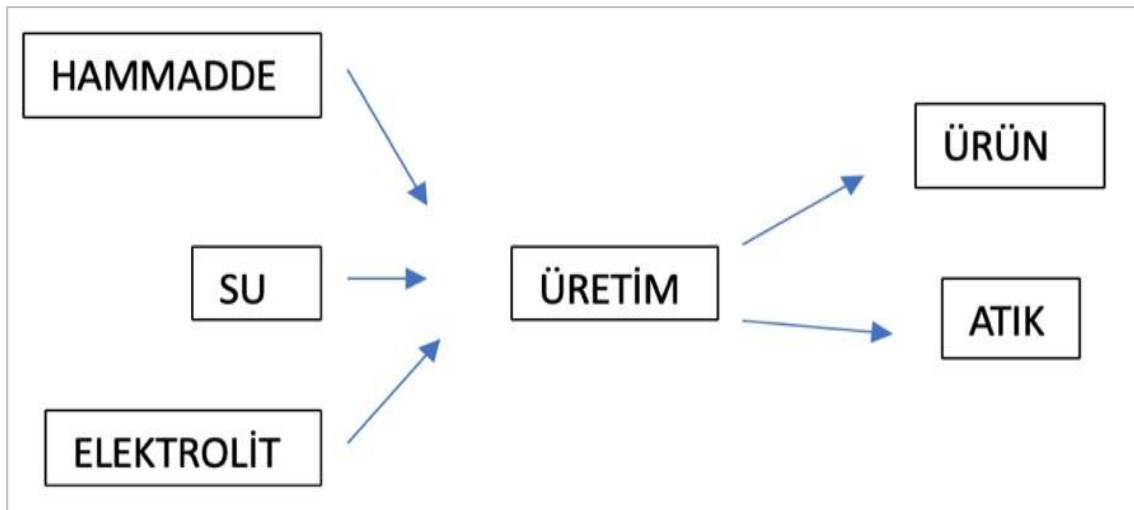 HAMMADDE
SU
ELEKTROLİT
ÜRETİM
ÜRÜN
ATIK